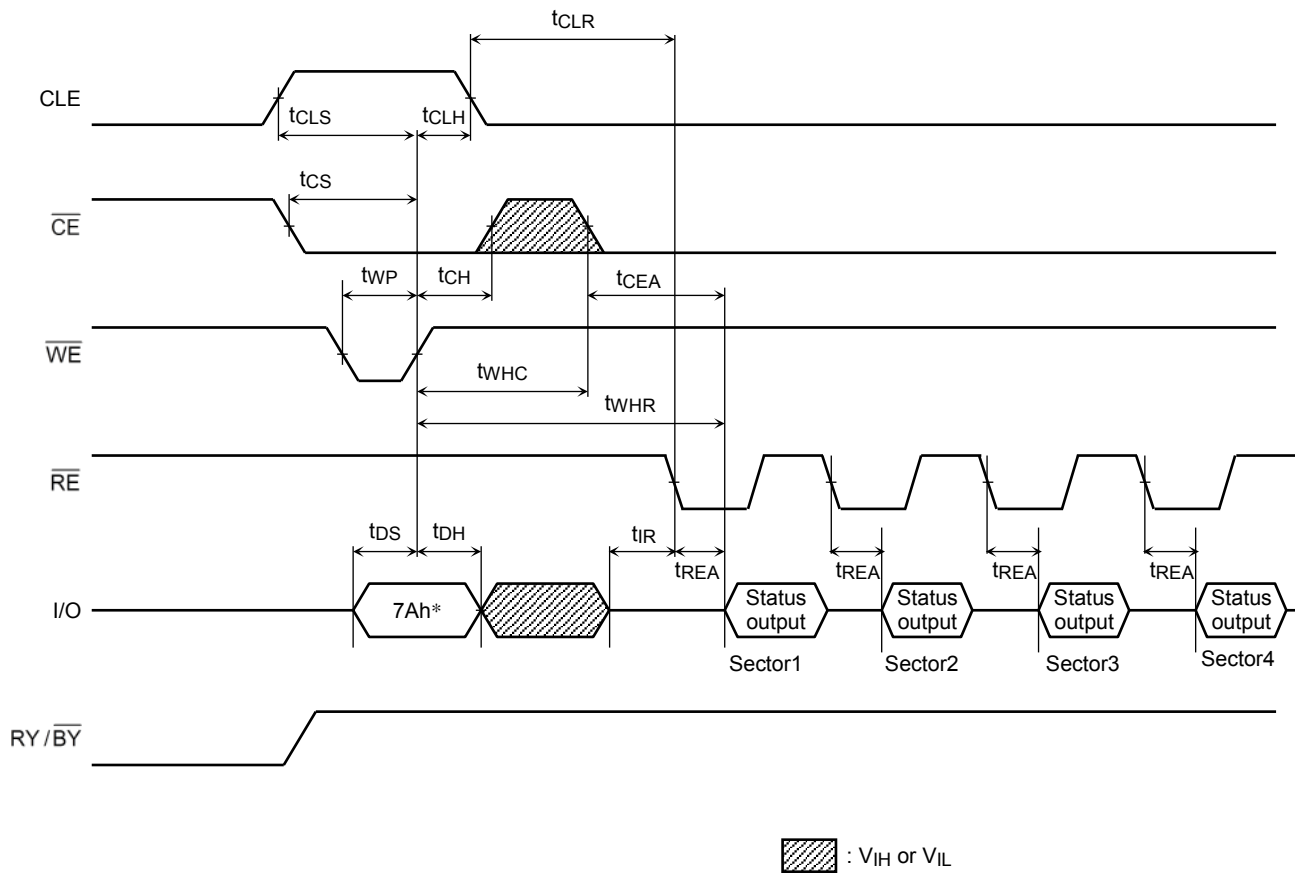 tCLR
CLE
tCLS
tCLH
tCS
CE
tWP
tCH
tCEA
WE
tWHC
tWHR
RE
tDS
tDH
tIR
tREA
tREA
tREA
tREA
I/O
7Ah*
Status
output
Status
output
Status
output
Status
output
Sector1
Sector2
Sector3
Sector4
RY/BY
: VIH or VIL